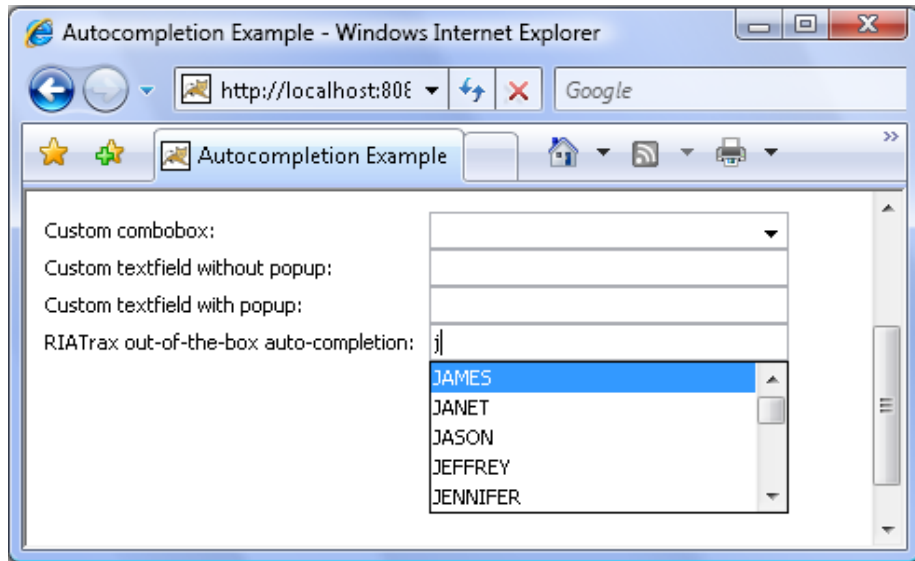 Autocompletion Example - Windows Internet Explorer
http://localhost:808
Google
Autocompletion Example
Custom combobox:
Custom textfield without popup:
Custom textfield with popup:
RIATrax out-of-the-box auto-completion: j
JAMES
JANET
JASON
JEFFREY
JENNIFER